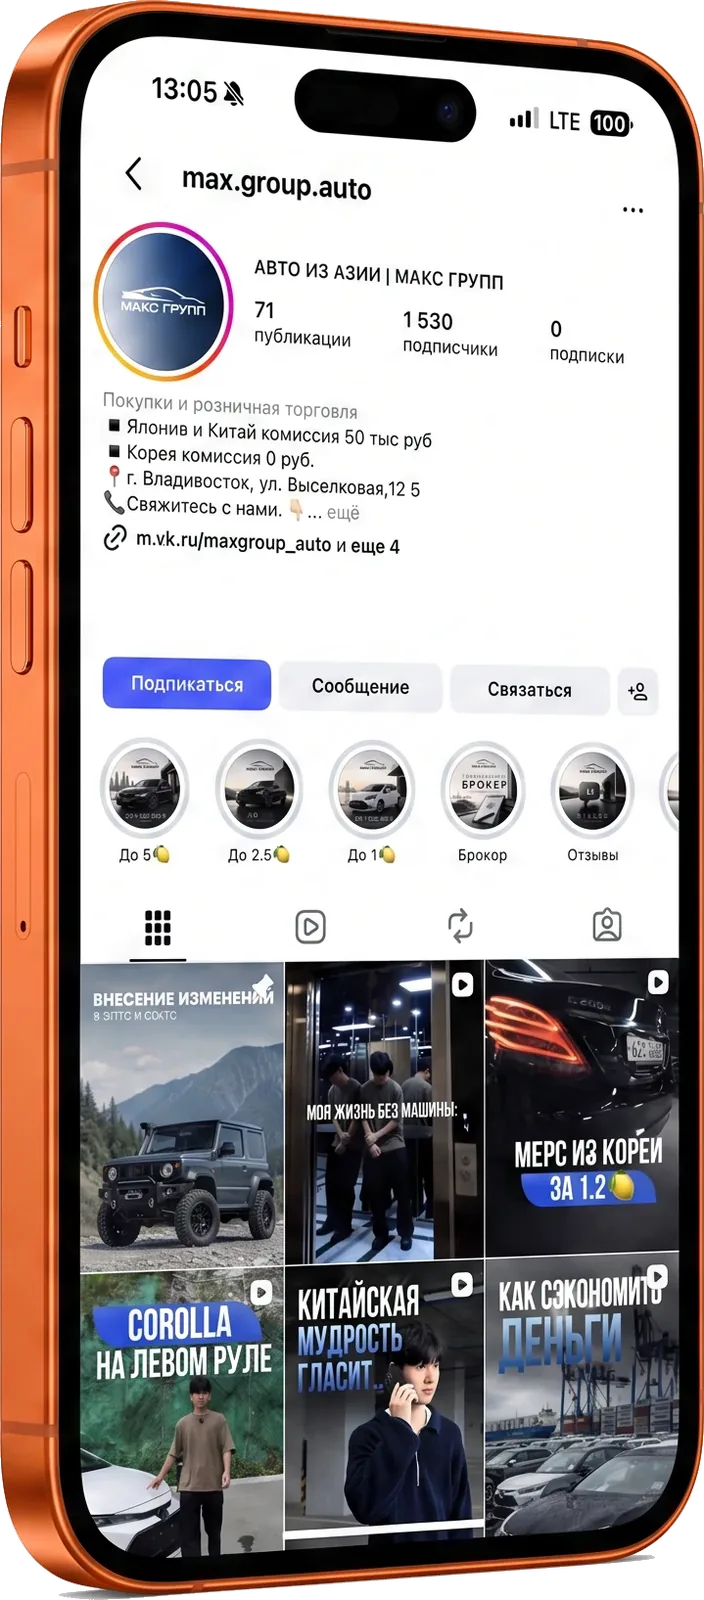 13:05
LTE
100
max.group.auto
АВТО ИЗ АЗИИ | МАКС ГРУПП
МАКС ГРУПП
71
1 530
0
публикации
подписчики
подписки
Покупки и розничная торговля
Ялонив и Китай комиссия 50 тыс руб
Корея комиссия 0 руб.
г. Владивосток, ул. Выселковая,12 5
Свяжитесь с нами. 👇🏻... ещё
m.vk.ru/maxgroup_auto и еще 4
Подпикаться
Сообщение
Связаться
БРОКЕР
До 5🍋
До 2.5🍋
До 1🍋
Брокор
Отзывы
ВНЕСЕНИЕ ИЗМЕНЕНИЙ
В ЭПТС И СОКТС
МОЯ ЖИЗНЬ БЕЗ МАШИНЫ:
МЕРС ИЗ КОРЕИ
ЗА 1.2🍋
COROLLA
НА ЛЕВОМ РУЛЕ
КИТАЙСКАЯ
МУДРОСТЬ
ГЛАСИТ...
КАК СЭКОНОМИТЬ
ДЕНЬГИ